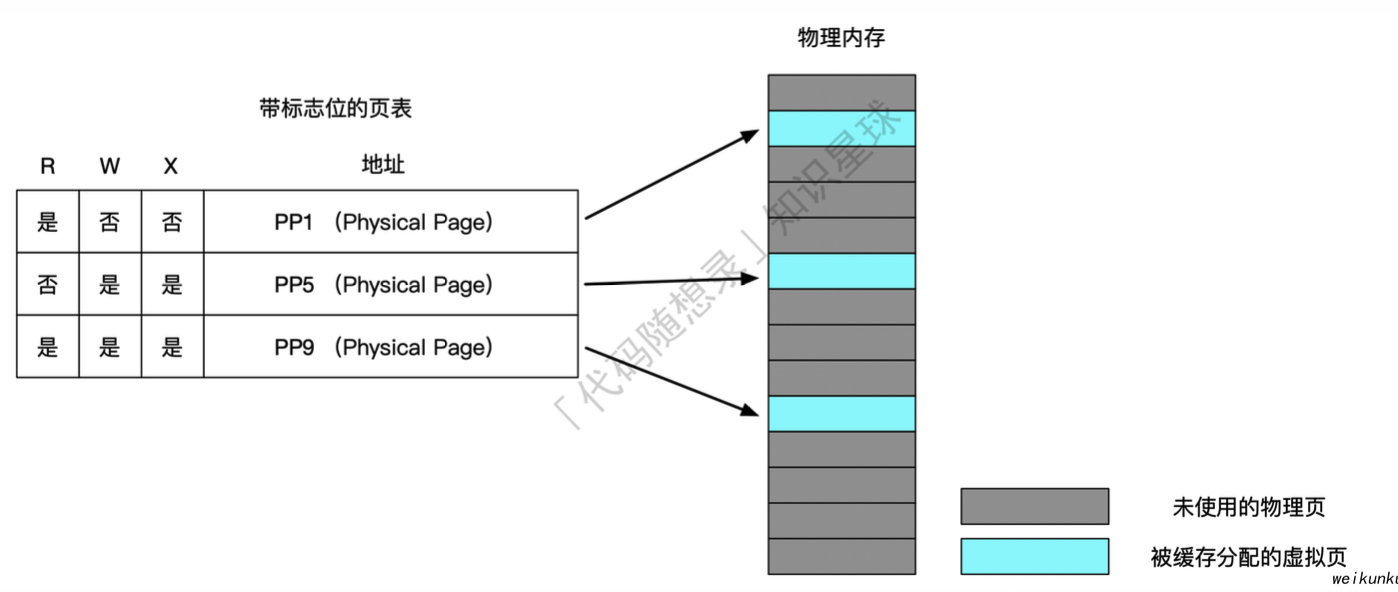 物理内存
带标志位的页表
R W X 地址
是 否 否 PP1 （Physical Page）
否 是 是 PP5 （Physical Page）
是 是 是 PP9 （Physical Page）
「代码随想录」知识星球
未使用的物理页
被缓存分配的虚拟页